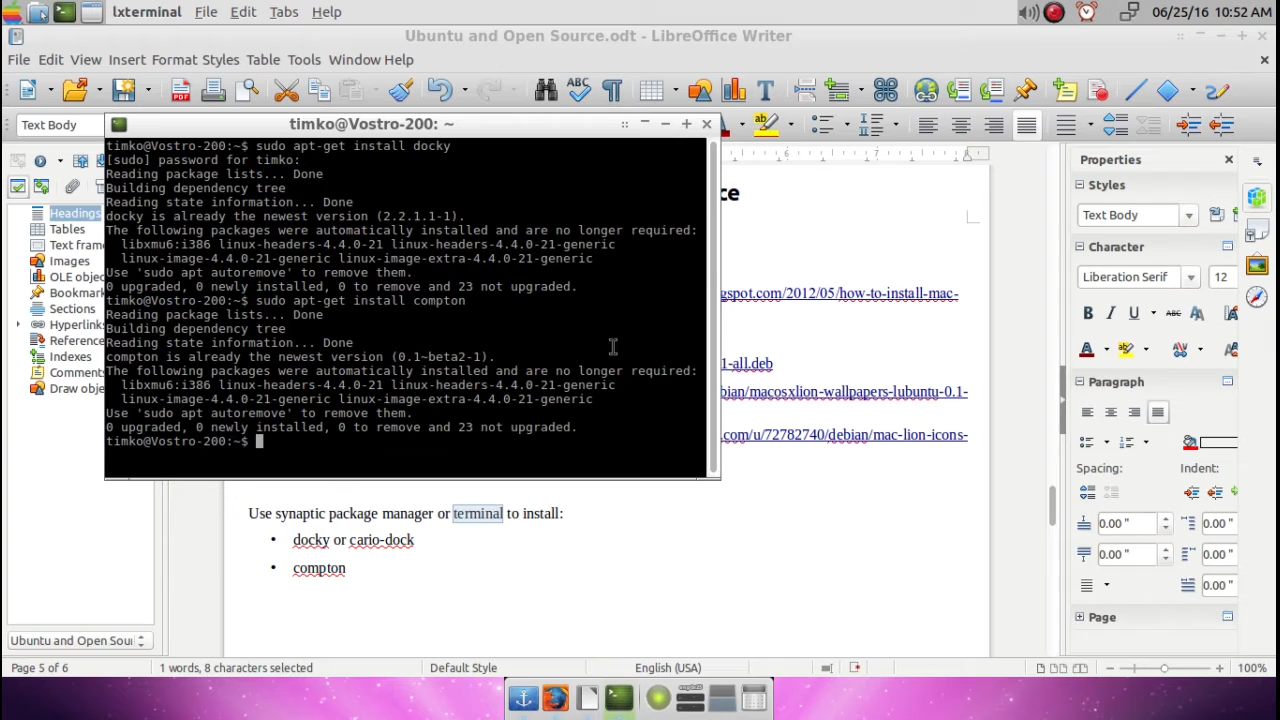 lxterminal File Edit Tabs Help
06/25/16 10:52 AM
Ubuntu and Open Source.odt - LibreOffice Writer
File Edit View Insert Format Styles Table Tools Window Help
Text Body
timko@Vostro-200: ~
timko@Vostro-200:~$ sudo apt-get install docky
[sudo] password for timko:
Reading package lists... Done
Building dependency tree
Reading state information... Done
docky is already the newest version (2.2.1.1-1).
The following packages were automatically installed and are no longer required:
libxmu6:i386 linux-headers-4.4.0-21 linux-headers-4.4.0-21-generic
linux-image-4.4.0-21-generic linux-image-extra-4.4.0-21-generic
Use 'sudo apt autoremove' to remove them.
0 upgraded, 0 newly installed, 0 to remove and 23 not upgraded.
timko@Vostro-200:~$ sudo apt-get install compton
Reading package lists... Done
Building dependency tree
Reading state information... Done
compton is already the newest version (0.1~beta2-1).
The following packages were automatically installed and are no longer required:
libxmu6:i386 linux-headers-4.4.0-21 linux-headers-4.4.0-21-generic
linux-image-4.4.0-21-generic linux-image-extra-4.4.0-21-generic
Use 'sudo apt autoremove' to remove them.
0 upgraded, 0 newly installed, 0 to remove and 23 not upgraded.
timko@Vostro-200:~$
Headings
Tables
Text fram
Images
OLE objec
Bookmark
Sections
Hyperlinks
Reference
Indexes
Comments
Draw obje
Ubuntu and Open Sour
6 7
ce
gspot.com/2012/05/how-to-install-mac-
1-all.deb
bian/macosxlion-wallpapers-lubuntu-0.1-
.com/u/72782740/debian/mac-lion-icons-
Use synaptic package manager or terminal to install:
• docky or cario-dock
• compton
Properties
Styles
Text Body
Character
Liberation Serif 12
B I U ABC A
Paragraph
Spacing: Indent:
0.00 " 0.00 "
0.00 " 0.00 "
0.00 "
Page
Page 5 of 6 1 words, 8 characters selected Default Style English (USA) 100%